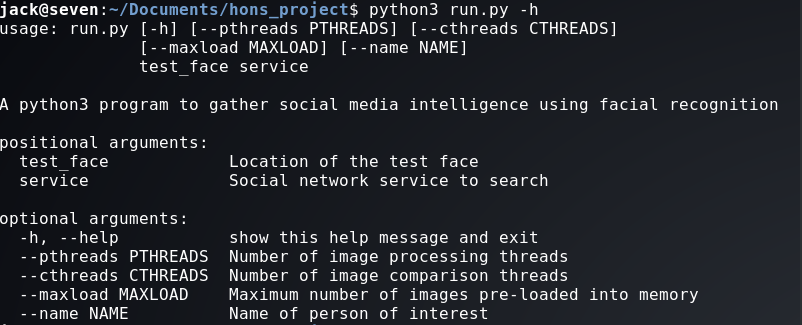 jack@seven:~/Documents/hons_project$ python3 run.py -h
usage: run.py [-h] [--pthreads PTHREADS] [--cthreads CTHREADS]
[--maxload MAXLOAD] [--name NAME]
test_face service
A python3 program to gather social media intelligence using facial recognition
positional arguments:
test_face Location of the test face
service Social network service to search
optional arguments:
-h, --help show this help message and exit
--pthreads PTHREADS Number of image processing threads
--cthreads CTHREADS Number of image comparison threads
--maxload MAXLOAD Maximum number of images pre-loaded into memory
--name NAME Name of person of interest